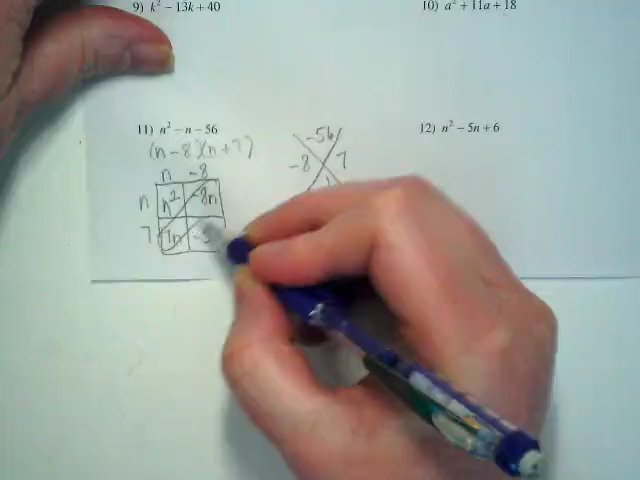 9) k² − 13k + 40
10) a² + 11a + 18
11) n² − n − 56
12) n² − 5n + 6
(n − 8)(n + 7)
-56
-8 7
n -8
n n² -8n
7 7n